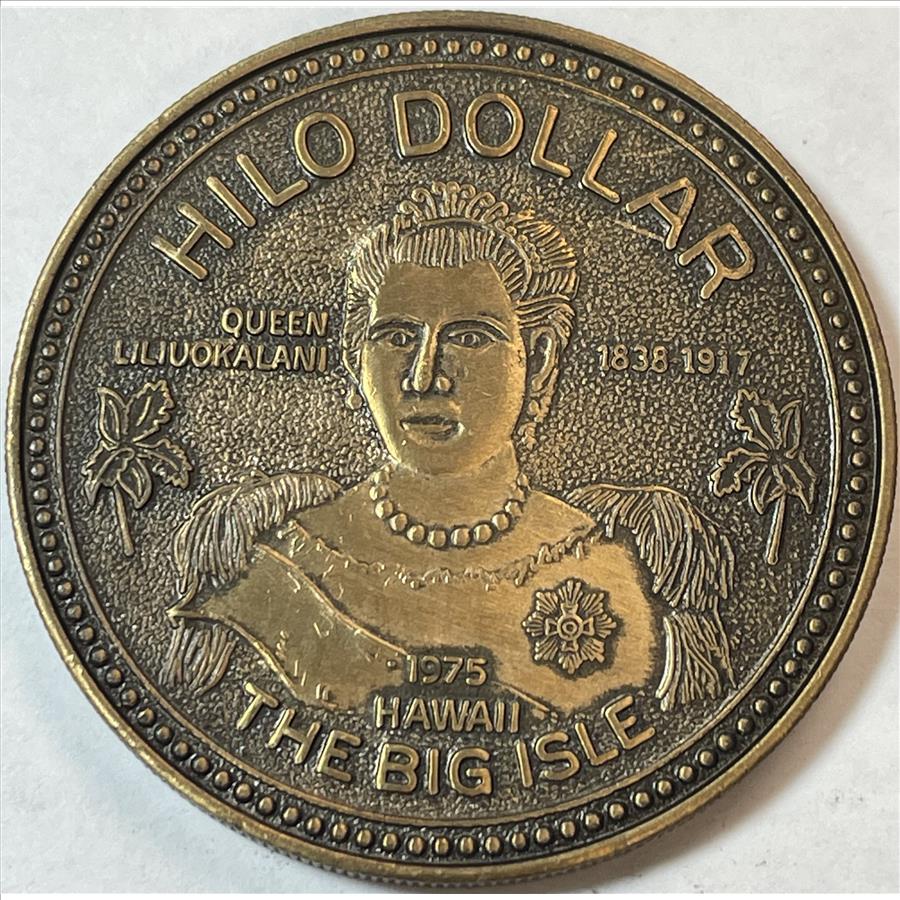 HILO DOLLAR
QUEEN
LILIUOKALANI
1838 1917
1975
HAWAII
THE BIG ISLE